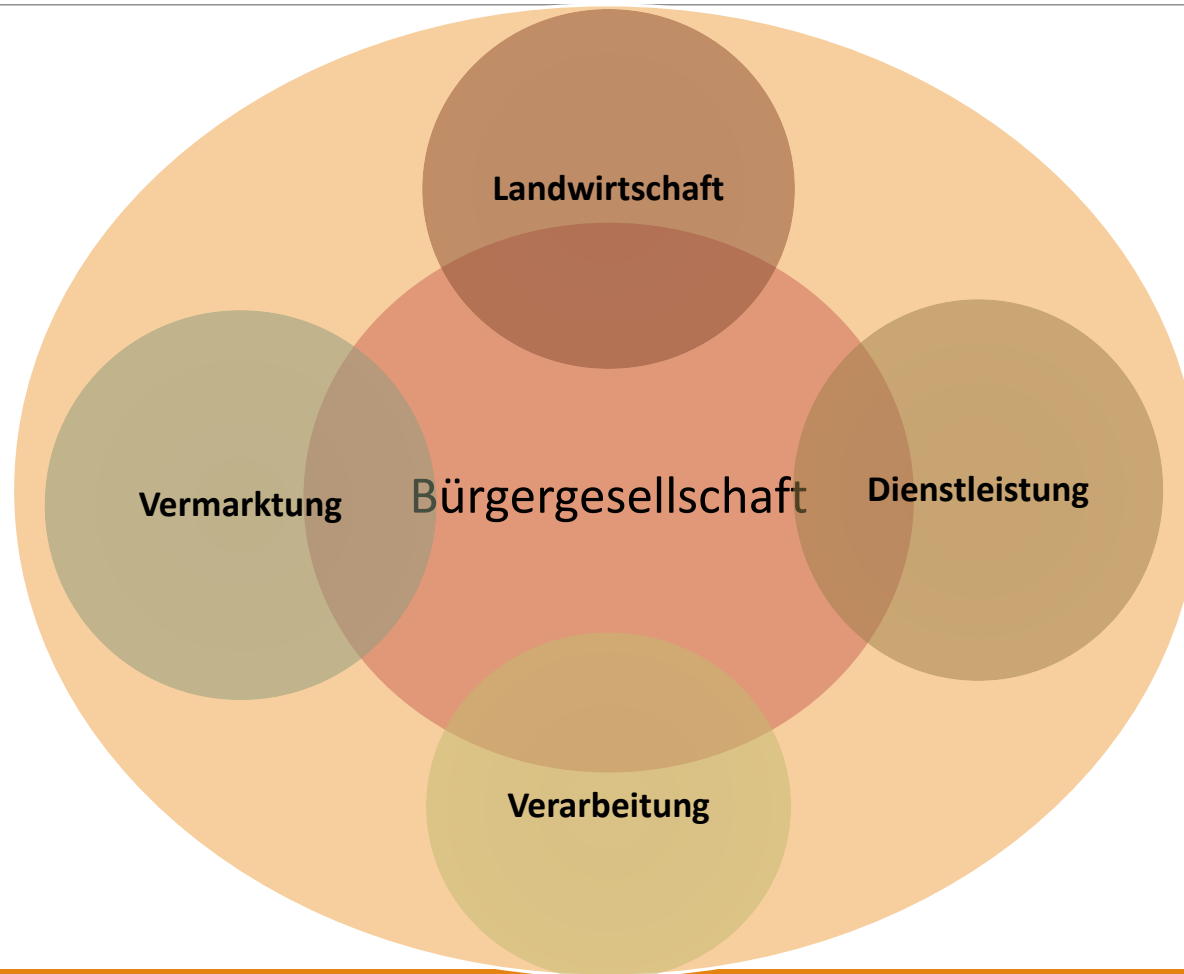 Landwirtschaft
Vermarktung
Bürgergesellschaft
Dienstleistung
Verarbeitung